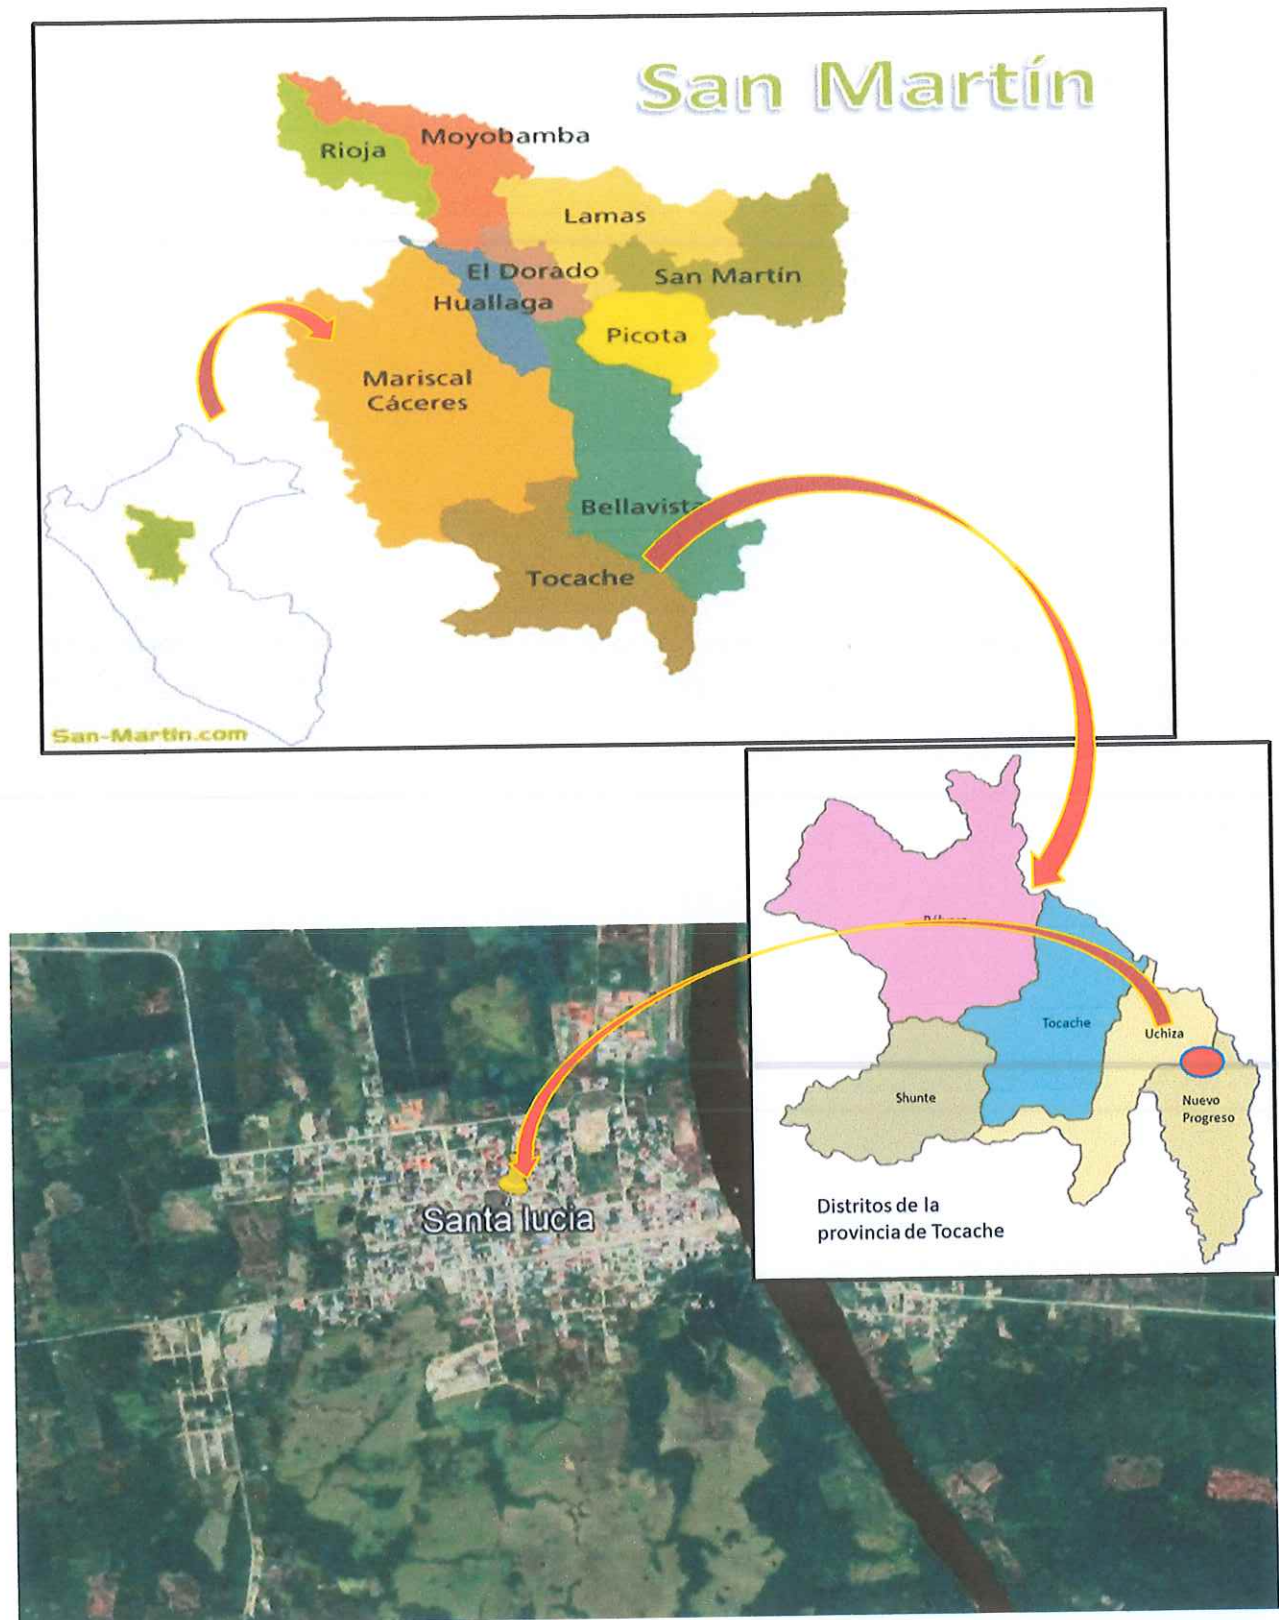 San Martín
Moyobamba
Rioja
Lamas
El Dorado
San Martín
Huallaga
Picota
Mariscal
Cáceres
Bellavista
Tocache
San-Martin.com
Tocache
Uchiza
Shunte
Nuevo
Progreso
Distritos de la
provincia de Tocache
Santa lucia